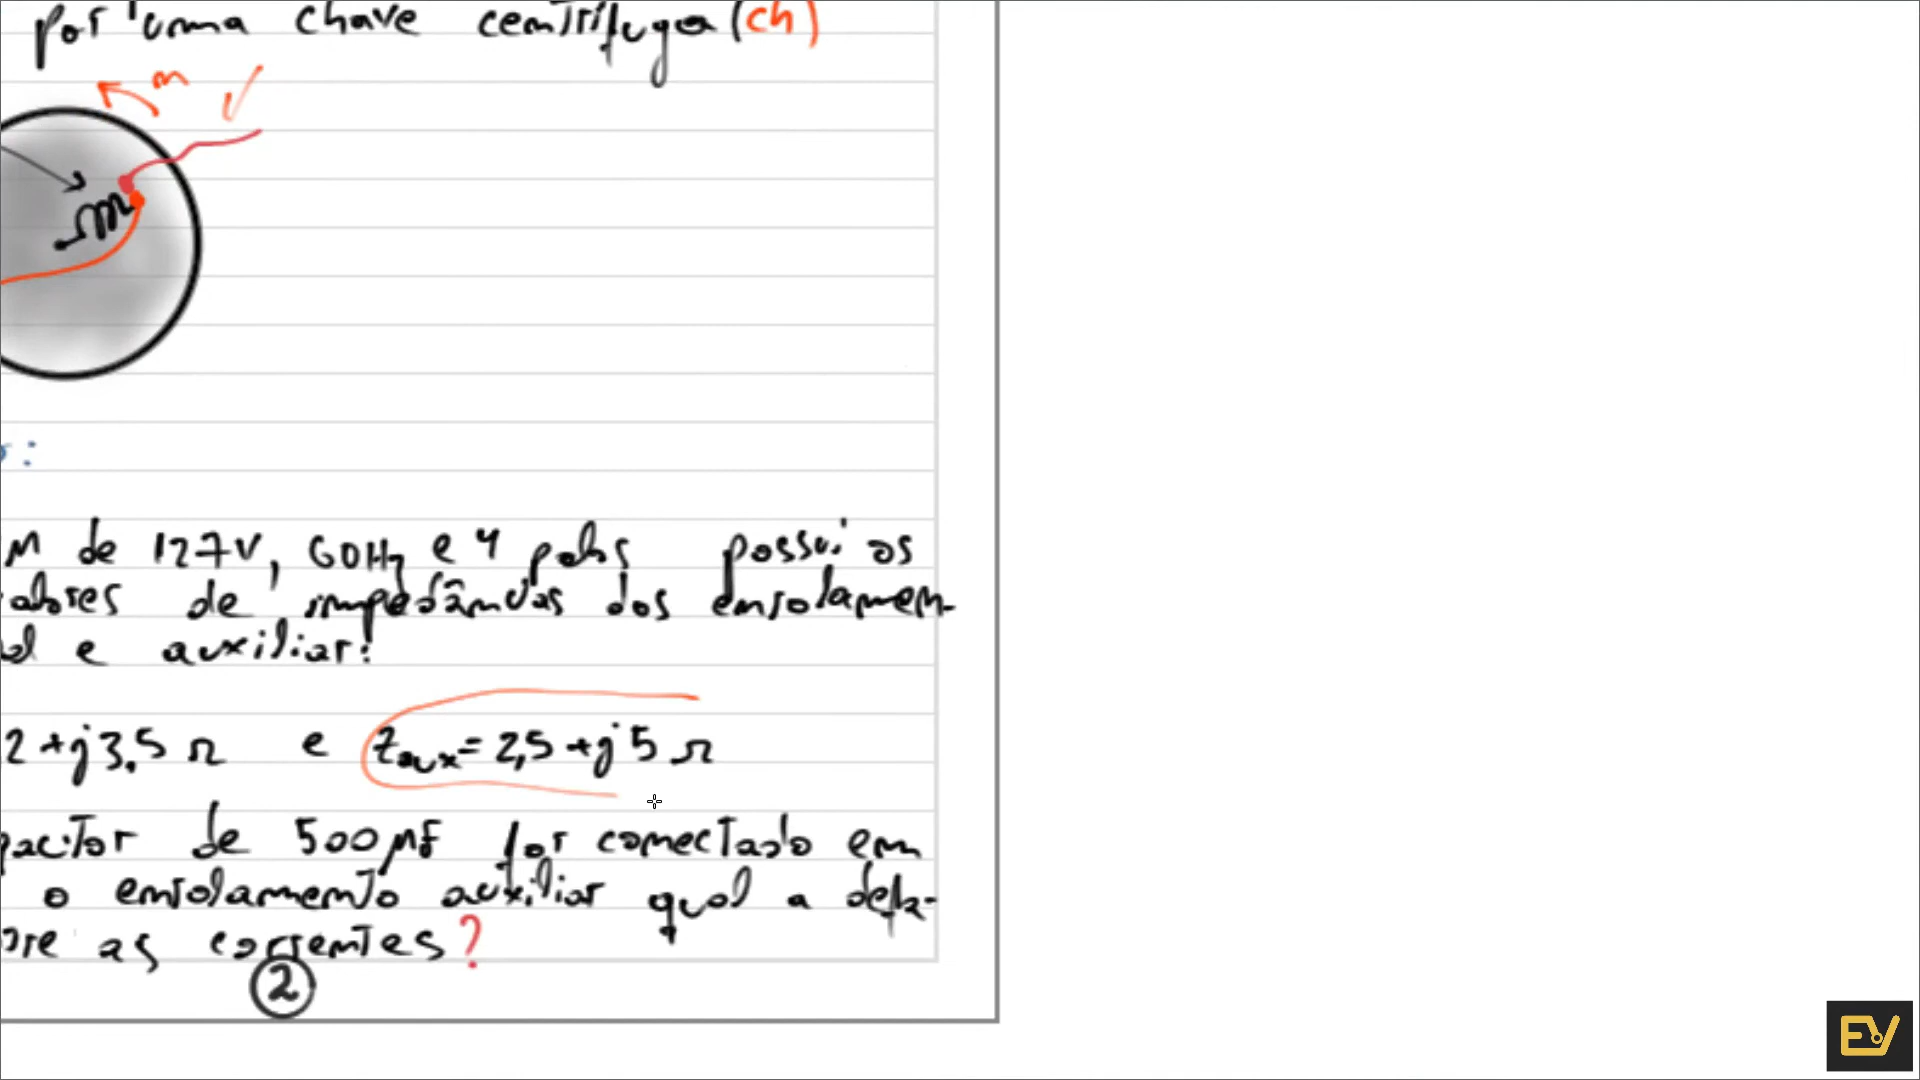 por uma chave centrífuga (ch)
n
m
:
M de 127V, 60Hz e 4 polos possui os
alores de impedâncias dos enrolamen-
al e auxiliar:
2 + j3.5 Ω e Zaux = 2,5 + j5 Ω
pacitor de 500μf for conectado em
o enrolamento auxiliar qual a defa-
tre as correntes?
2
EV